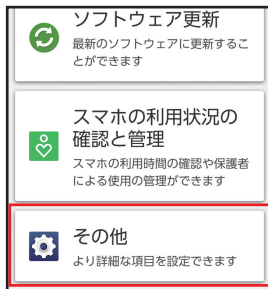 ソフトウェア更新
最新のソフトウェアに更新するこ
とができます
スマホの利用状況の
確認と管理
スマホの利用時間の確認や保護者
による使用の管理ができます
その他
より詳細な項目を設定できます